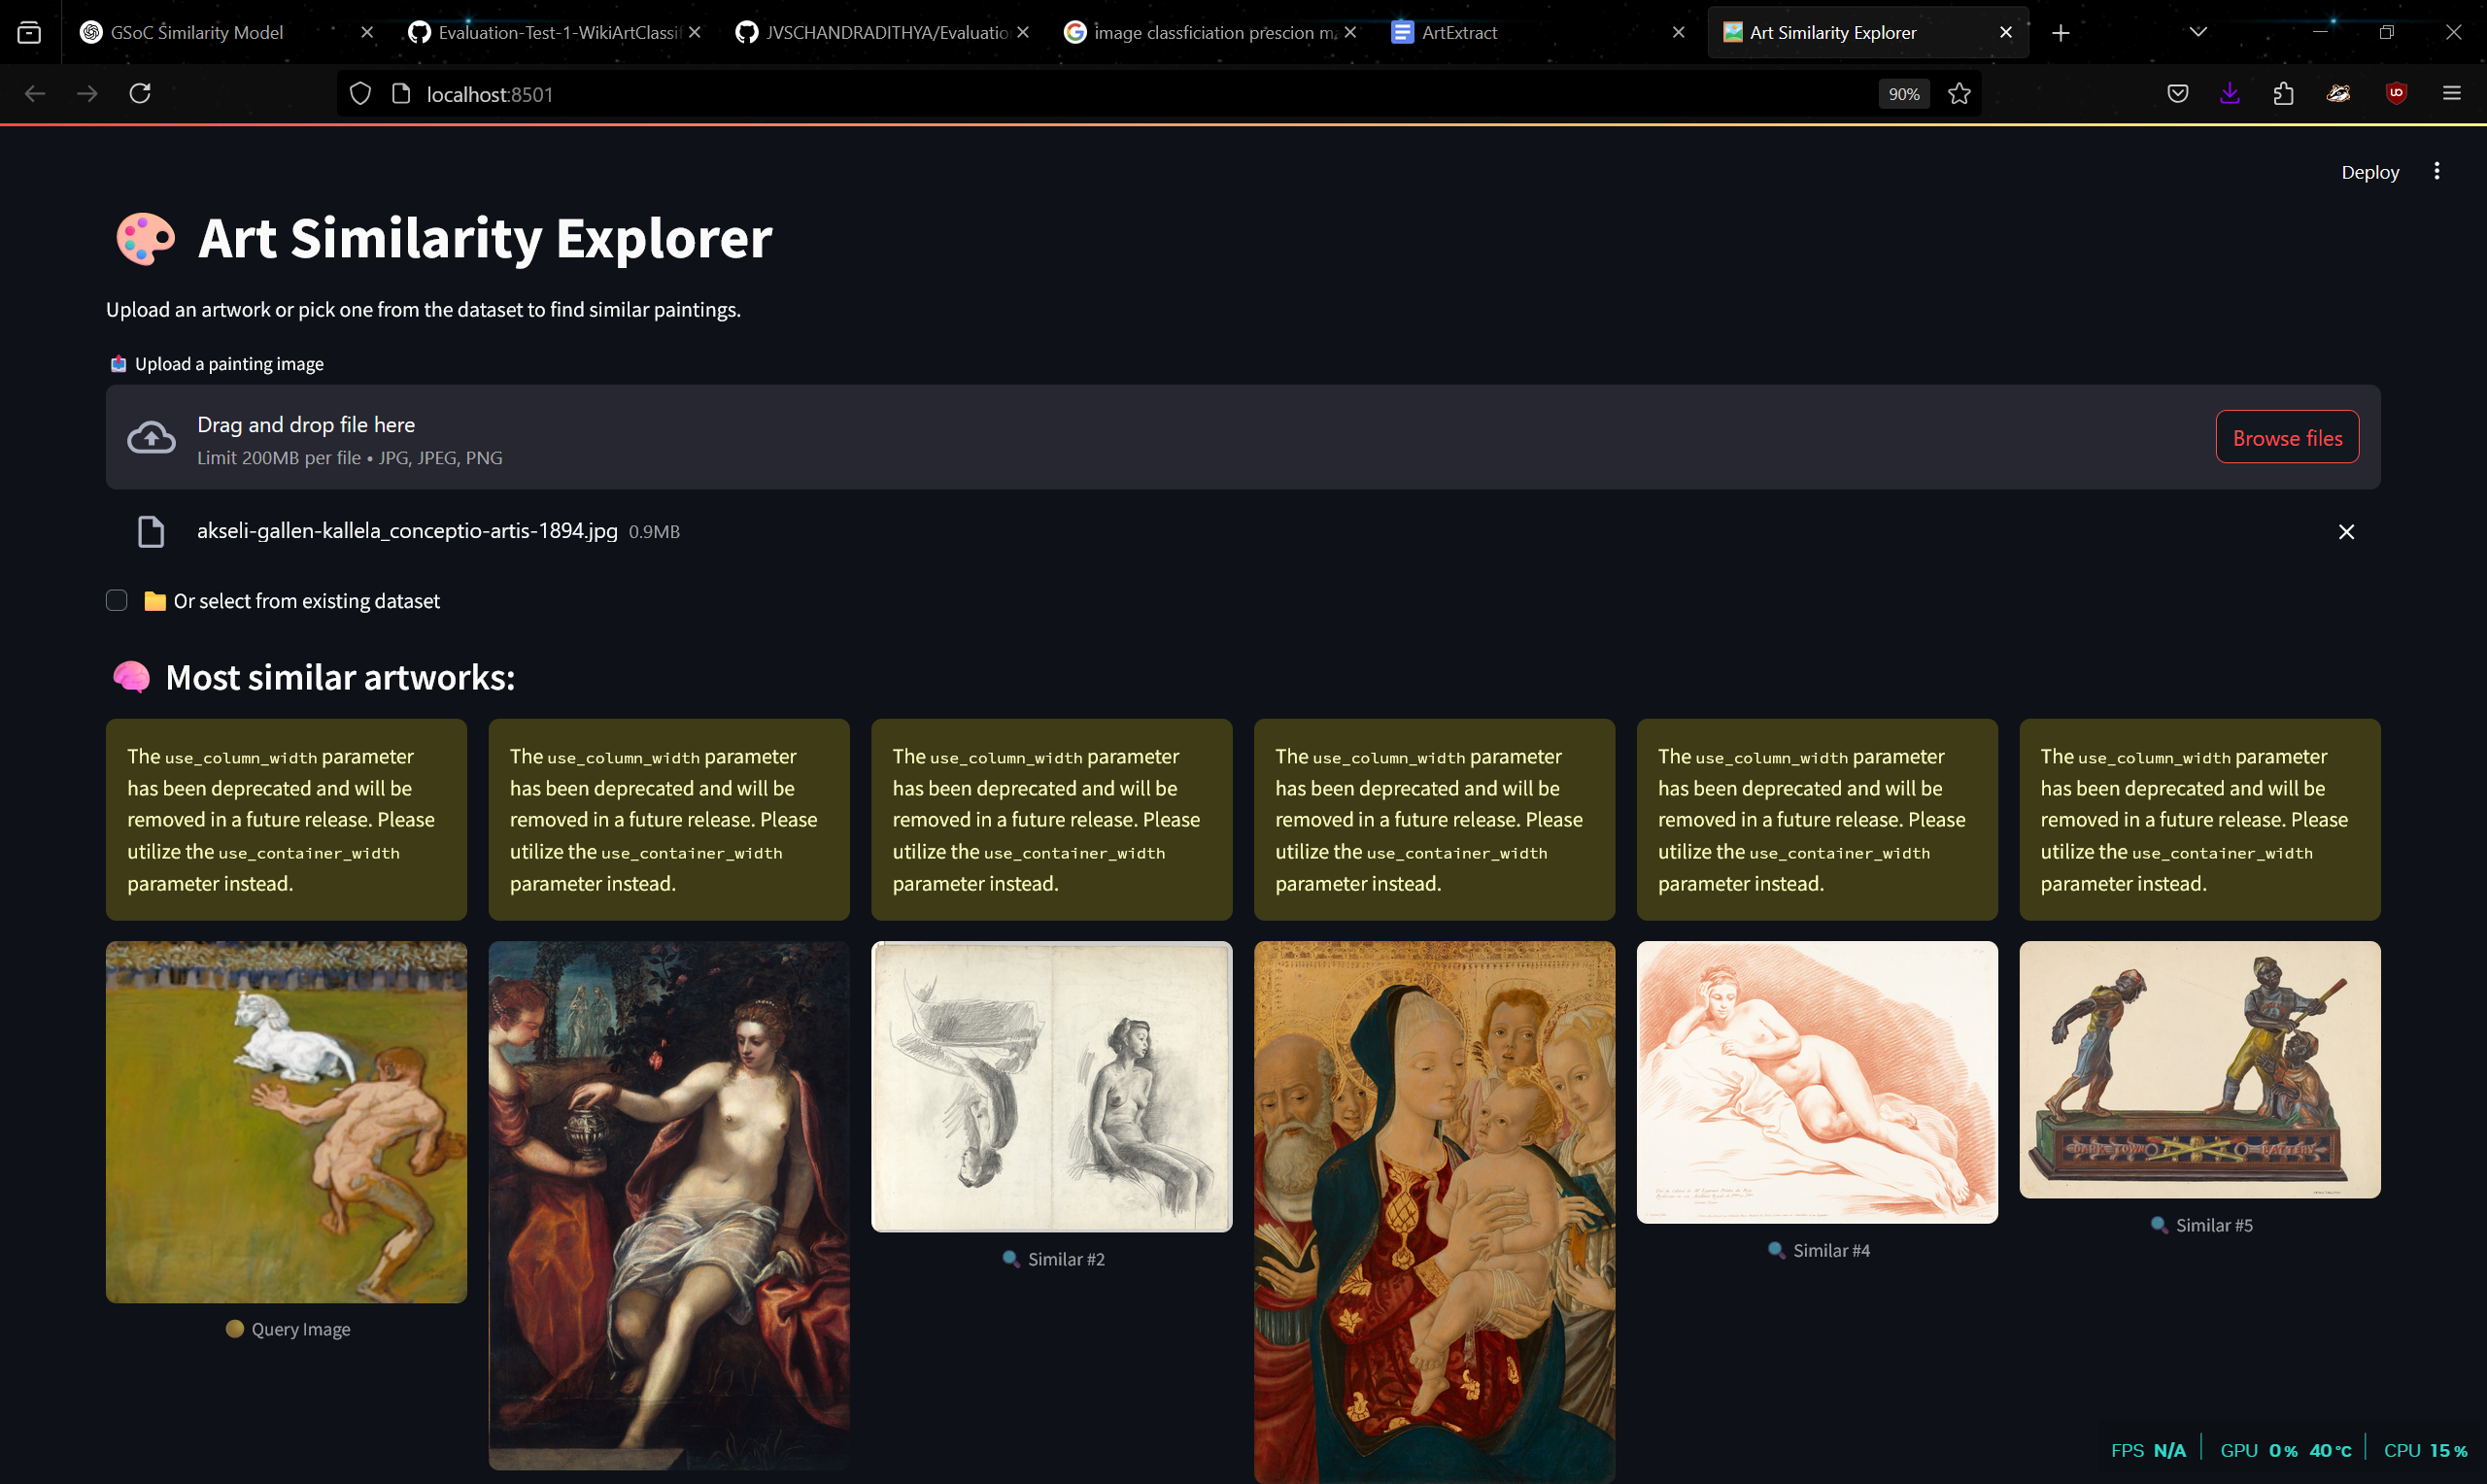 GSoC Similarity Model
Evaluation-Test-1-WikiArtClassif
JVSCHANDRADITHYA/Evaluatio
image classficiation prescion m
ArtExtract
Art Similarity Explorer
localhost:8501
90%
Deploy
Art Similarity Explorer
Upload an artwork or pick one from the dataset to find similar paintings.
Upload a painting image
Drag and drop file here
Limit 200MB per file • JPG, JPEG, PNG
Browse files
akseli-gallen-kallela_conceptio-artis-1894.jpg 0.9MB
Or select from existing dataset
Most similar artworks:
The use_column_width parameter
has been deprecated and will be
removed in a future release. Please
utilize the use_container_width
parameter instead.
The use_column_width parameter
has been deprecated and will be
removed in a future release. Please
utilize the use_container_width
parameter instead.
The use_column_width parameter
has been deprecated and will be
removed in a future release. Please
utilize the use_container_width
parameter instead.
The use_column_width parameter
has been deprecated and will be
removed in a future release. Please
utilize the use_container_width
parameter instead.
The use_column_width parameter
has been deprecated and will be
removed in a future release. Please
utilize the use_container_width
parameter instead.
The use_column_width parameter
has been deprecated and will be
removed in a future release. Please
utilize the use_container_width
parameter instead.
Query Image
Similar #2
Similar #4
DARK TOWN BATTERY
Similar #5
FPS N/A GPU 0% 40°C CPU 15%